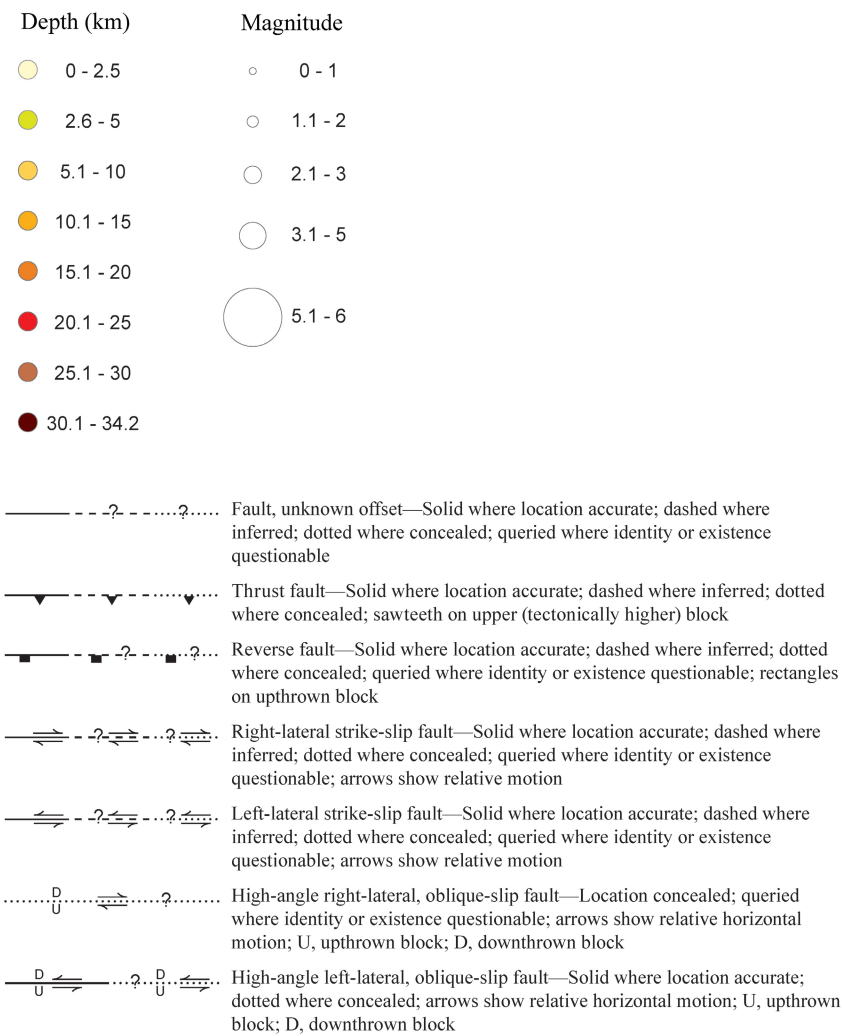 Depth (km)
0 - 2.5
2.6 - 5
5.1 - 10
10.1 - 15
15.1 - 20
20.1 - 25
25.1 - 30
30.1 - 34.2
Magnitude
0 - 1
1.1 - 2
2.1 - 3
3.1 - 5
5.1 - 6
? ?
Fault, unknown offset—Solid where location accurate; dashed where
inferred; dotted where concealed; queried where identity or existence
questionable
Thrust fault—Solid where location accurate; dashed where inferred; dotted
where concealed; sawteeth on upper (tectonically higher) block
? ?
Reverse fault—Solid where location accurate; dashed where inferred; dotted
where concealed; queried where identity or existence questionable; rectangles
on upthrown block
? ?
Right-lateral strike-slip fault—Solid where location accurate; dashed where
inferred; dotted where concealed; queried where identity or existence
questionable; arrows show relative motion
? ?
Left-lateral strike-slip fault—Solid where location accurate; dashed where
inferred; dotted where concealed; queried where identity or existence
questionable; arrows show relative motion
D
U
?
High-angle right-lateral, oblique-slip fault—Location concealed; queried
where identity or existence questionable; arrows show relative horizontal
motion; U, upthrown block; D, downthrown block
D
U
?
D
U
High-angle left-lateral, oblique-slip fault—Solid where location accurate;
dotted where concealed; arrows show relative horizontal motion; U, upthrown
block; D, downthrown block